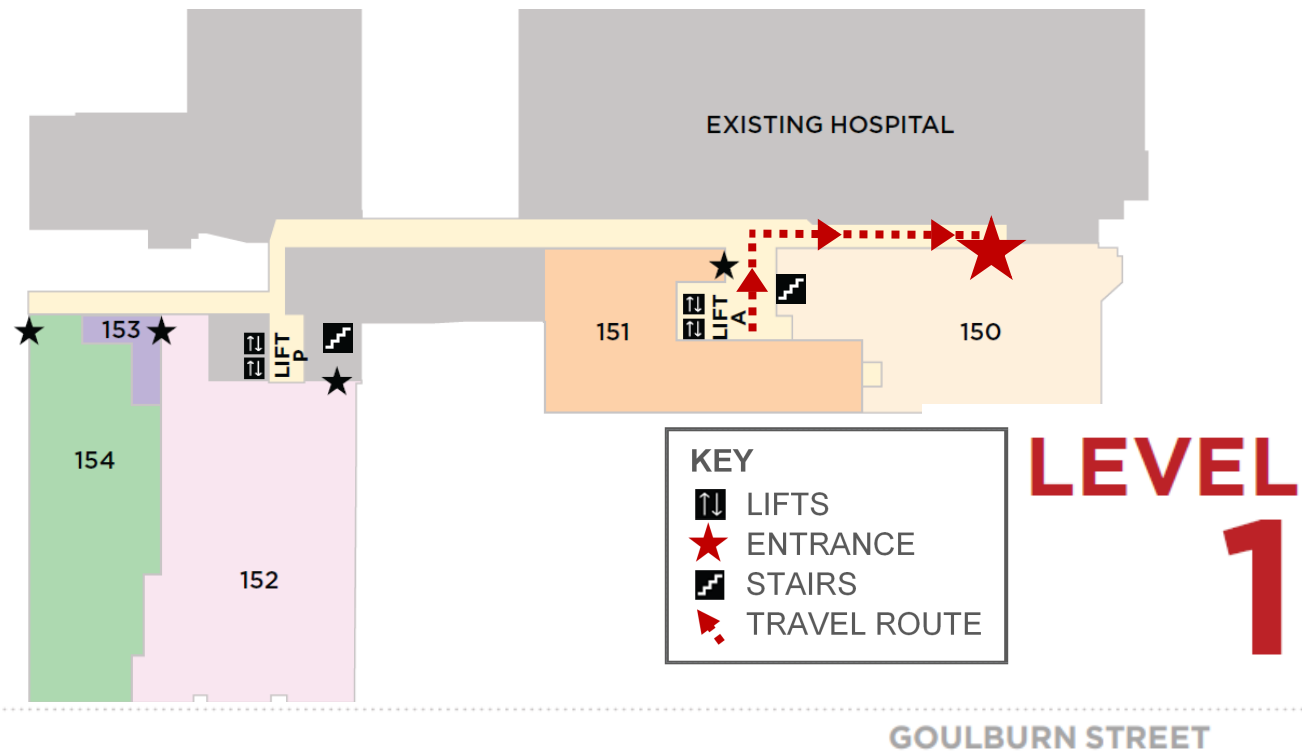 EXISTING HOSPITAL
151
LIFT
A
150
153
LIFT
P
154
152
KEY
LIFTS
ENTRANCE
STAIRS
TRAVEL ROUTE
LEVEL
1
GOULBURN STREET